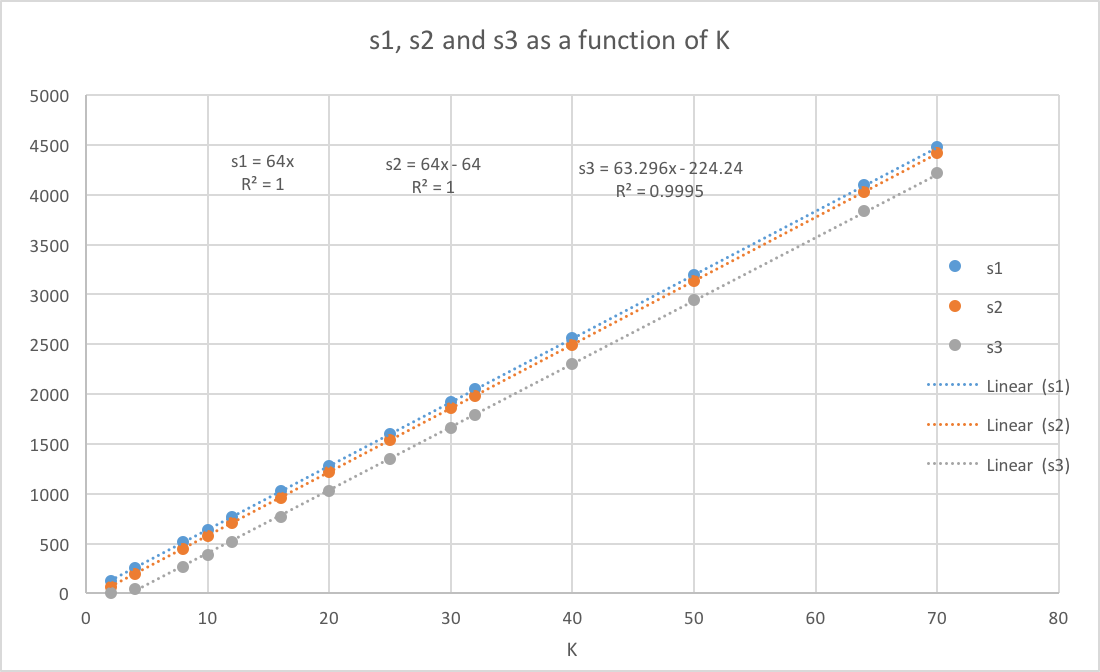 s1, s2 and s3 as a function of K
5000
4500
4000
3500
3000
2500
2000
1500
1000
500
0
s1 = 64x
R² = 1
s2 = 64x - 64
R² = 1
s3 = 63.296x - 224.24
R² = 0.9995
s1
s2
s3
Linear (s1)
Linear (s2)
Linear (s3)
0 10 20 30 40 50 60 70 80
K